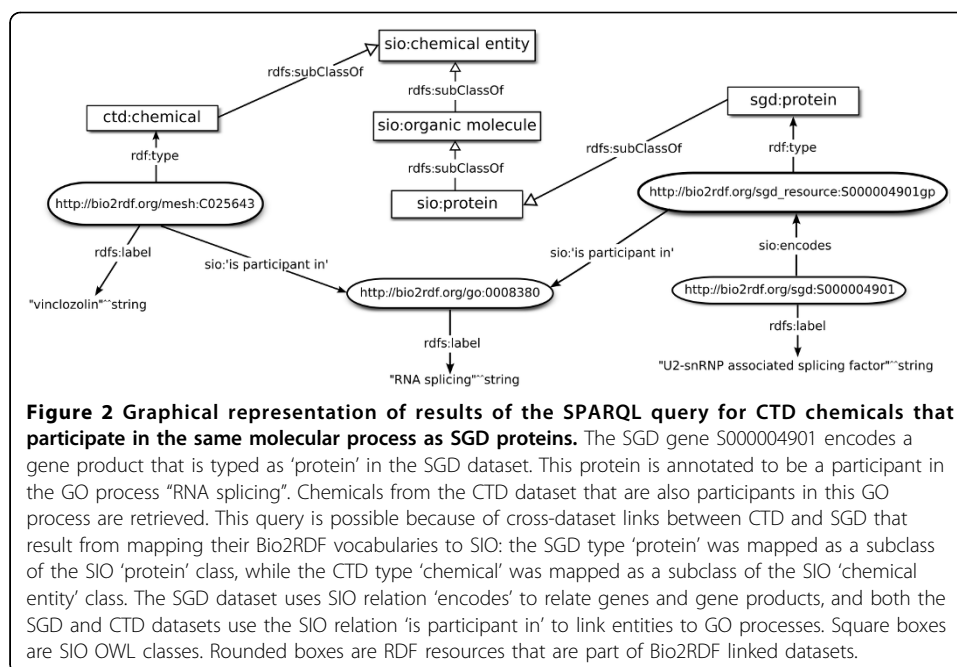 sio:chemical entity
rdfs:subClassOf
rdfs:subClassOf
ctd:chemical
sio:organic molecule
sgd:protein
rdf:type
rdfs:subClassOf
rdfs:subClassOf
rdf:type
http://bio2rdf.org/mesh:C025643
sio:protein
http://bio2rdf.org/sgd_resource:S000004901gp
rdfs:label
sio:'is participant in'
sio:'is participant in'
sio:encodes
"vinclozolin"^^string
http://bio2rdf.org/go:0008380
http://bio2rdf.org/sgd:S000004901
rdfs:label
rdfs:label
"RNA splicing"^^string
"U2-snRNP associated splicing factor"^^string
Figure 2 Graphical representation of results of the SPARQL query for CTD chemicals that
participate in the same molecular process as SGD proteins. The SGD gene S000004901 encodes a
gene product that is typed as ‘protein’ in the SGD dataset. This protein is annotated to be a participant in
the GO process “RNA splicing”. Chemicals from the CTD dataset that are also participants in this GO
process are retrieved. This query is possible because of cross-dataset links between CTD and SGD that
result from mapping their Bio2RDF vocabularies to SIO: the SGD type ‘protein’ was mapped as a subclass
of the SIO ‘protein’ class, while the CTD type ‘chemical’ was mapped as a subclass of the SIO ‘chemical
entity’ class. The SGD dataset uses SIO relation ‘encodes’ to relate genes and gene products, and both the
SGD and CTD datasets use the SIO relation ‘is participant in’ to link entities to GO processes. Square boxes
are SIO OWL classes. Rounded boxes are RDF resources that are part of Bio2RDF linked datasets.